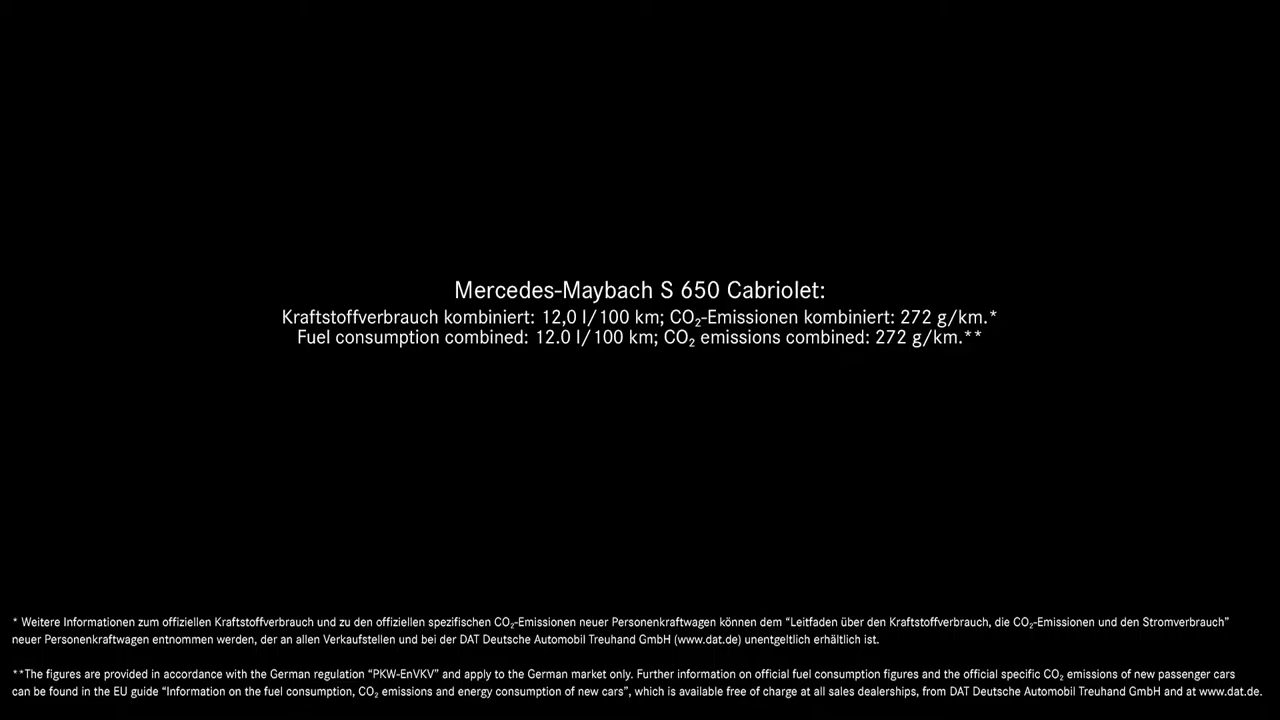 Mercedes-Maybach S 650 Cabriolet:
Kraftstoffverbrauch kombiniert: 12,0 l/100 km; CO₂-Emissionen kombiniert: 272 g/km.*
Fuel consumption combined: 12.0 l/100 km; CO₂ emissions combined: 272 g/km.**
* Weitere Informationen zum offiziellen Kraftstoffverbrauch und zu den offiziellen spezifischen CO₂-Emissionen neuer Personenkraftwagen können dem “Leitfaden über den Kraftstoffverbrauch, die CO₂-Emissionen und den Stromverbrauch”
neuer Personenkraftwagen entnommen werden, der an allen Verkaufstellen und bei der DAT Deutsche Automobil Treuhand GmbH (www.dat.de) unentgeltlich erhältlich ist.
**The figures are provided in accordance with the German regulation “PKW-EnVKV” and apply to the German market only. Further information on official fuel consumption figures and the official specific CO₂ emissions of new passenger cars
can be found in the EU guide “Information on the fuel consumption, CO₂ emissions and energy consumption of new cars”, which is available free of charge at all sales dealerships, from DAT Deutsche Automobil Treuhand GmbH and at www.dat.de.